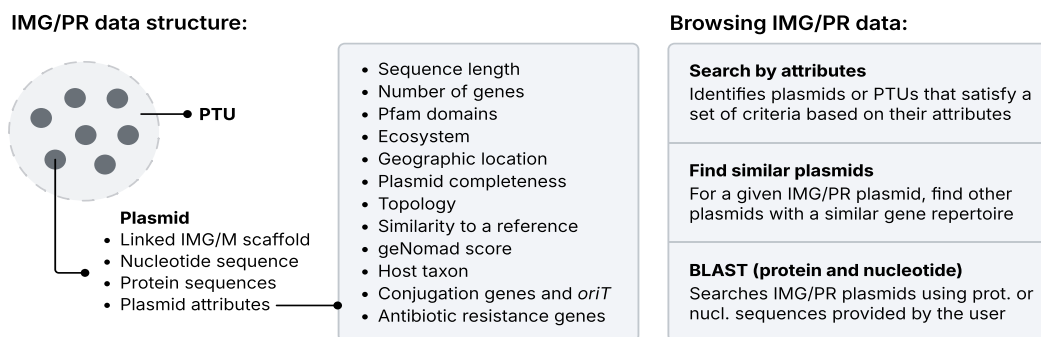 IMG/PR data structure:
PTU
Plasmid
• Linked IMG/M scaffold
• Nucleotide sequence
• Protein sequences
• Plasmid attributes
• Sequence length
• Number of genes
• Pfam domains
• Ecosystem
• Geographic location
• Plasmid completeness
• Topology
• Similarity to a reference
• geNomad score
• Host taxon
• Conjugation genes and oriT
• Antibiotic resistance genes
Browsing IMG/PR data:
Search by attributes
Identifies plasmids or PTUs that satisfy a
set of criteria based on their attributes
Find similar plasmids
For a given IMG/PR plasmid, find other
plasmids with a similar gene repertoire
BLAST (protein and nucleotide)
Searches IMG/PR plasmids using prot. or
nucl. sequences provided by the user